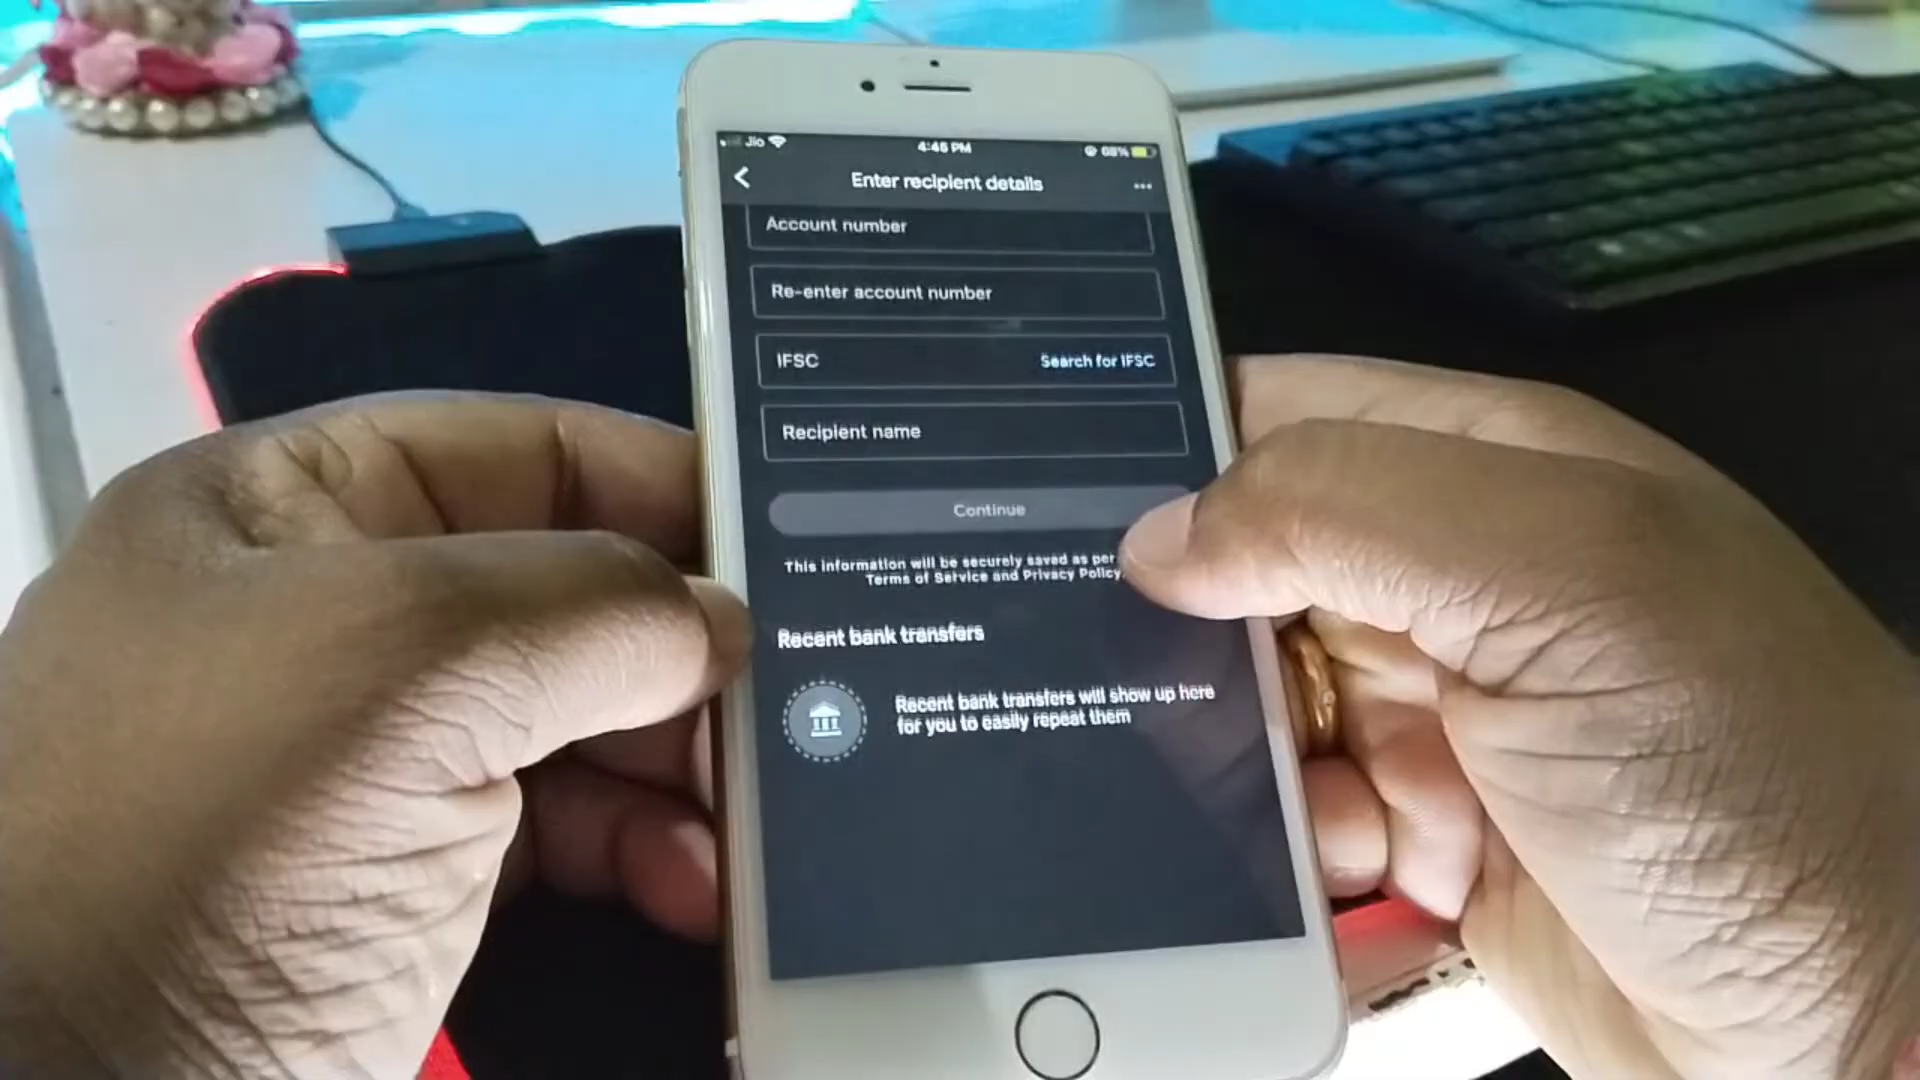 Jio 4:46 PM 68%
Enter recipient details
Account number
Re-enter account number
IFSC Search for IFSC
Recipient name
Continue
This information will be securely saved as per
Terms of Service and Privacy Policy
Recent bank transfers
Recent bank transfers will show up here
for you to easily repeat them